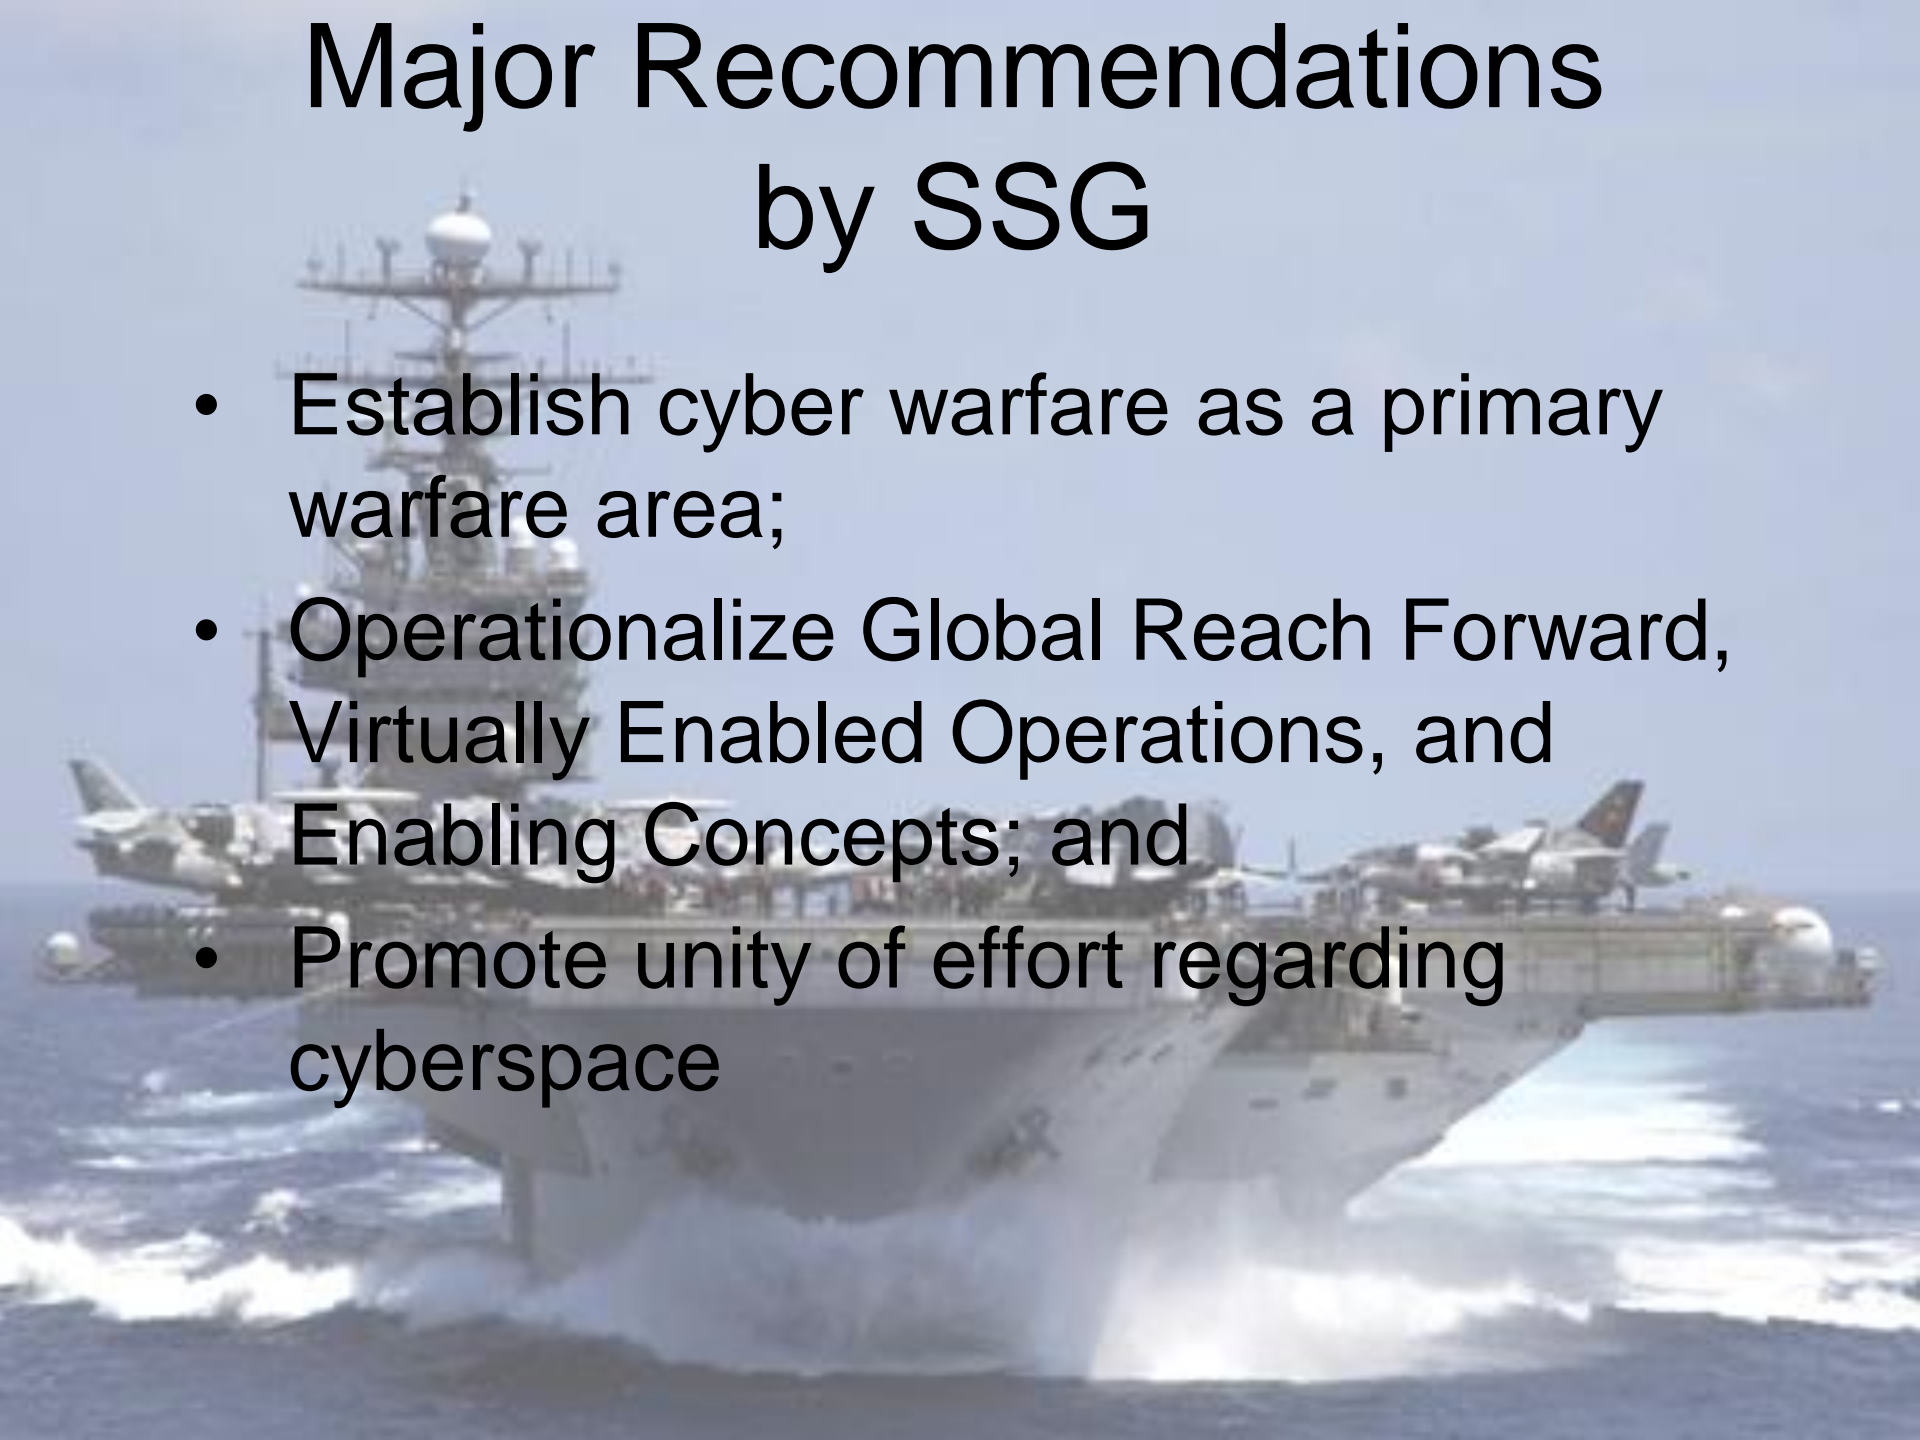 Major Recommendations
by SSG
• Establish cyber warfare as a primary
warfare area;
• Operationalize Global Reach Forward,
Virtually Enabled Operations, and
Enabling Concepts; and
• Promote unity of effort regarding
cyberspace